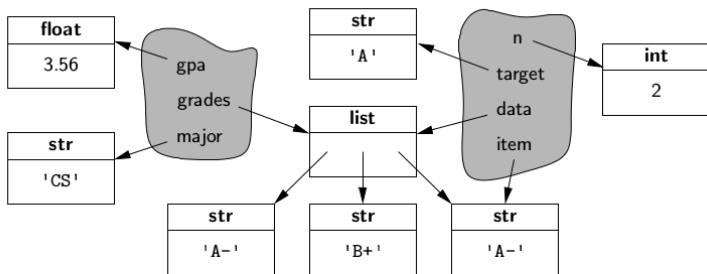 float
3.56
gpa
grades
major
str
'CS'
str
'A'
list
n
target
data
item
int
2
str
'A-'
str
'B+'
str
'A-'